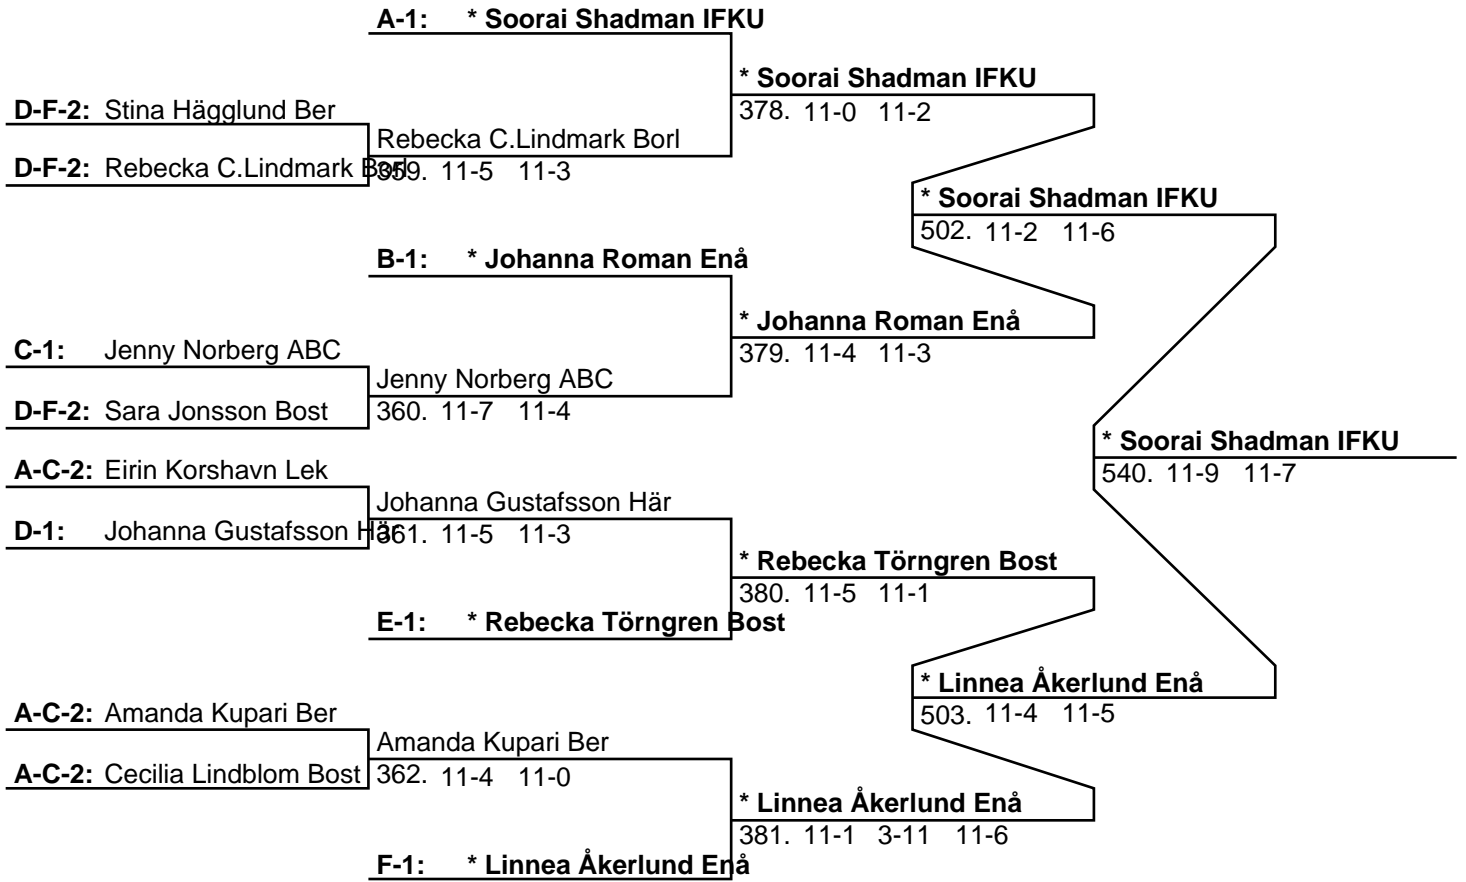 A-1: * Soorai Shadman IFKU
* Soorai Shadman IFKU
378. 11-0 11-2
D-F-2: Stina Hägglund Ber
Rebecka C.Lindmark Borl
D-F-2: Rebecka C.Lindmark Borl
359. 11-5 11-3
* Soorai Shadman IFKU
502. 11-2 11-6
B-1: * Johanna Roman Enå
* Johanna Roman Enå
379. 11-4 11-3
C-1: Jenny Norberg ABC
Jenny Norberg ABC
D-F-2: Sara Jonsson Bost
360. 11-7 11-4
* Soorai Shadman IFKU
540. 11-9 11-7
A-C-2: Eirin Korshavn Lek
Johanna Gustafsson Här
D-1: Johanna Gustafsson Här
361. 11-5 11-3
* Rebecka Törngren Bost
380. 11-5 11-1
E-1: * Rebecka Törngren Bost
* Linnea Åkerlund Enå
503. 11-4 11-5
A-C-2: Amanda Kupari Ber
Amanda Kupari Ber
A-C-2: Cecilia Lindblom Bost
362. 11-4 11-0
* Linnea Åkerlund Enå
381. 11-1 3-11 11-6
F-1: * Linnea Åkerlund Enå